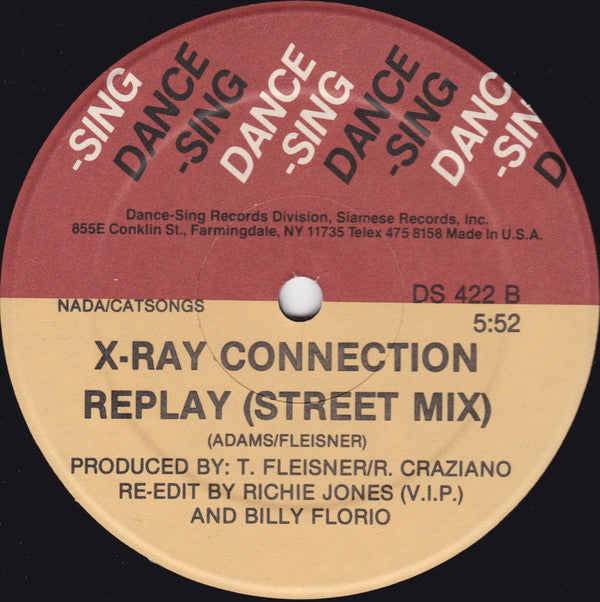 -SING
DANCE
-SING
DANCE
-SING
DANCE
-SING
DANC
-SIN
D
Dance-Sing Records Division, Siamese Records, Inc.
855E Conklin St., Farmingdale, NY 11735 Telex 475 8158 Made In U.S.A.
NADA/CATSONGS
DS 422 B
5:52
X-RAY CONNECTION
REPLAY (STREET MIX)
(ADAMS/FLEISNER)
PRODUCED BY: T. FLEISNER/R. CRAZIANO
RE-EDIT BY RICHIE JONES (V.I.P.)
AND BILLY FLORIO